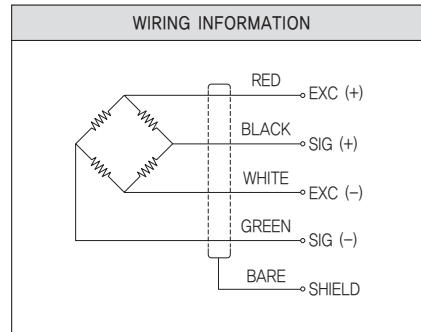 WIRING INFORMATION
RED EXC (+)
BLACK SIG (+)
WHITE EXC (-)
GREEN SIG (-)
BARE SHIELD